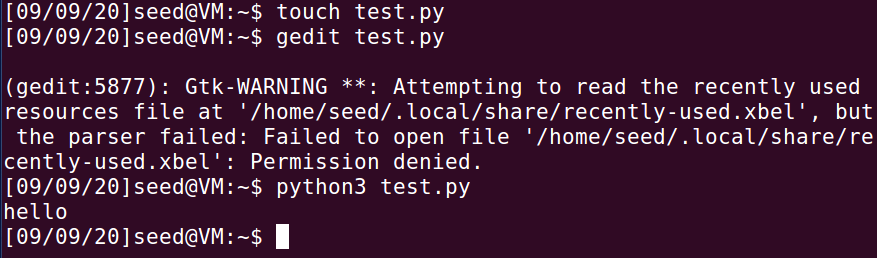 [09/09/20]seed@VM:~$ touch test.py
[09/09/20]seed@VM:~$ gedit test.py
(gedit:5877): Gtk-WARNING **: Attempting to read the recently used
resources file at '/home/seed/.local/share/recently-used.xbel', but
 the parser failed: Failed to open file '/home/seed/.local/share/re
cently-used.xbel': Permission denied.
[09/09/20]seed@VM:~$ python3 test.py
hello
[09/09/20]seed@VM:~$